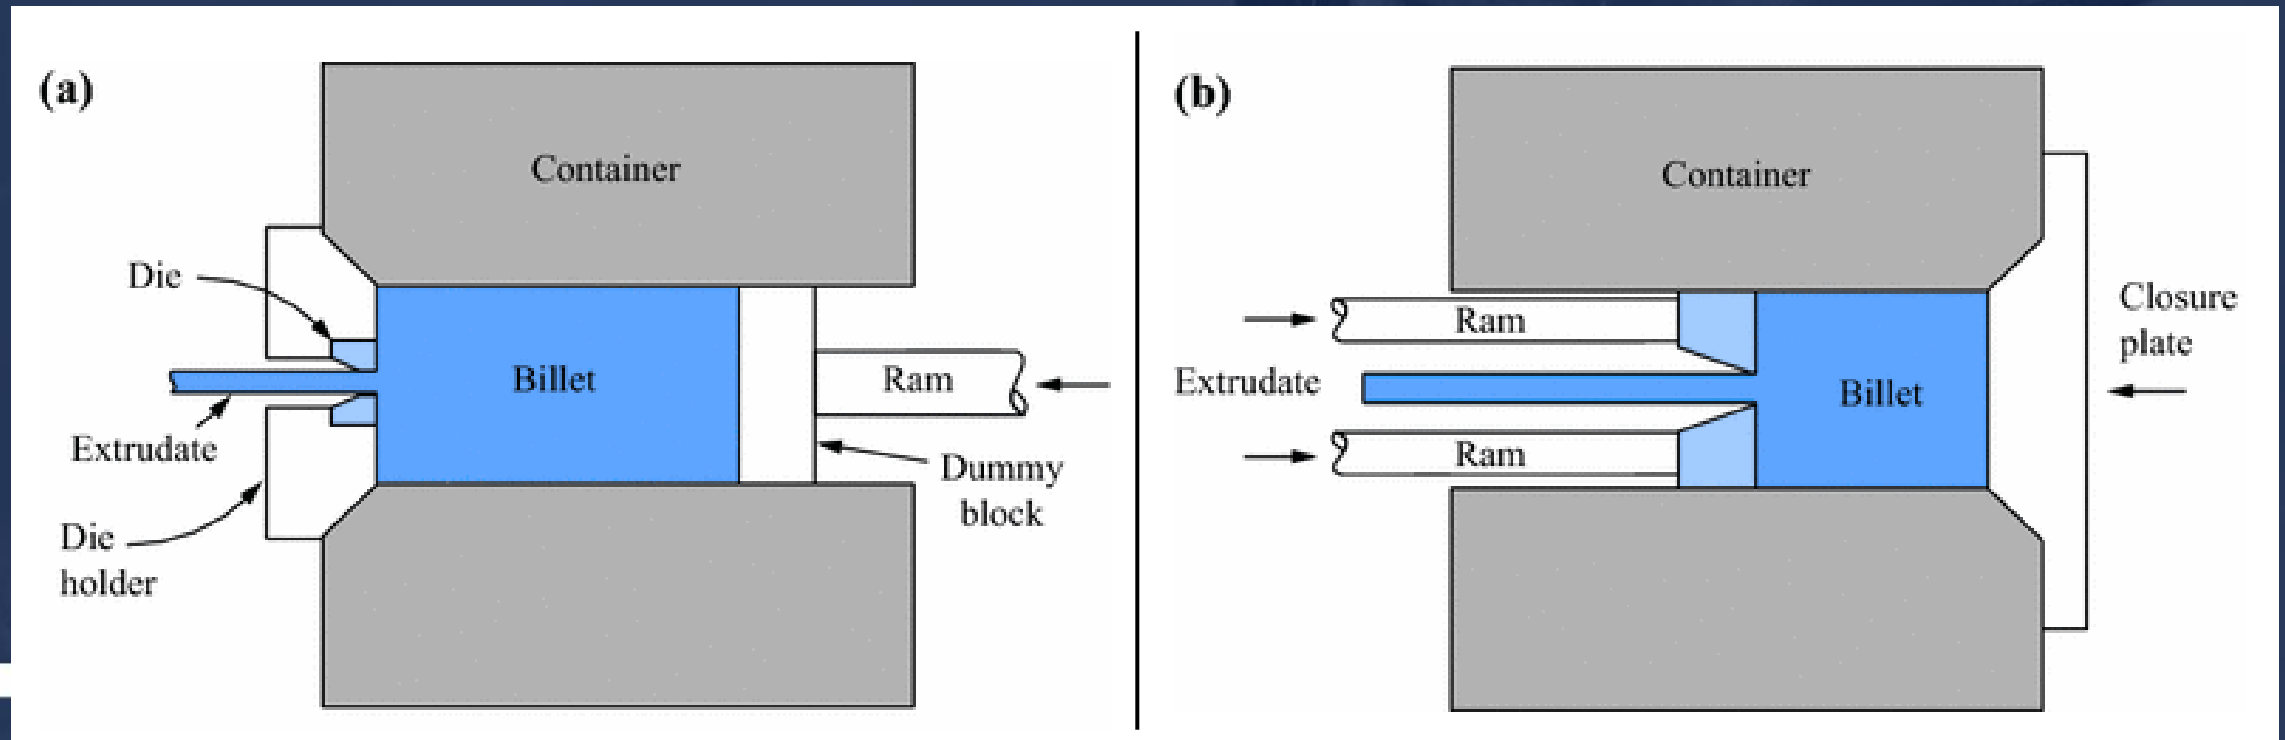 (a)
Container
Die
Billet
Ram
Extrudate
Dummy
block
Die
holder
(b)
Container
Ram
Closure
plate
Extrudate
Billet
Ram